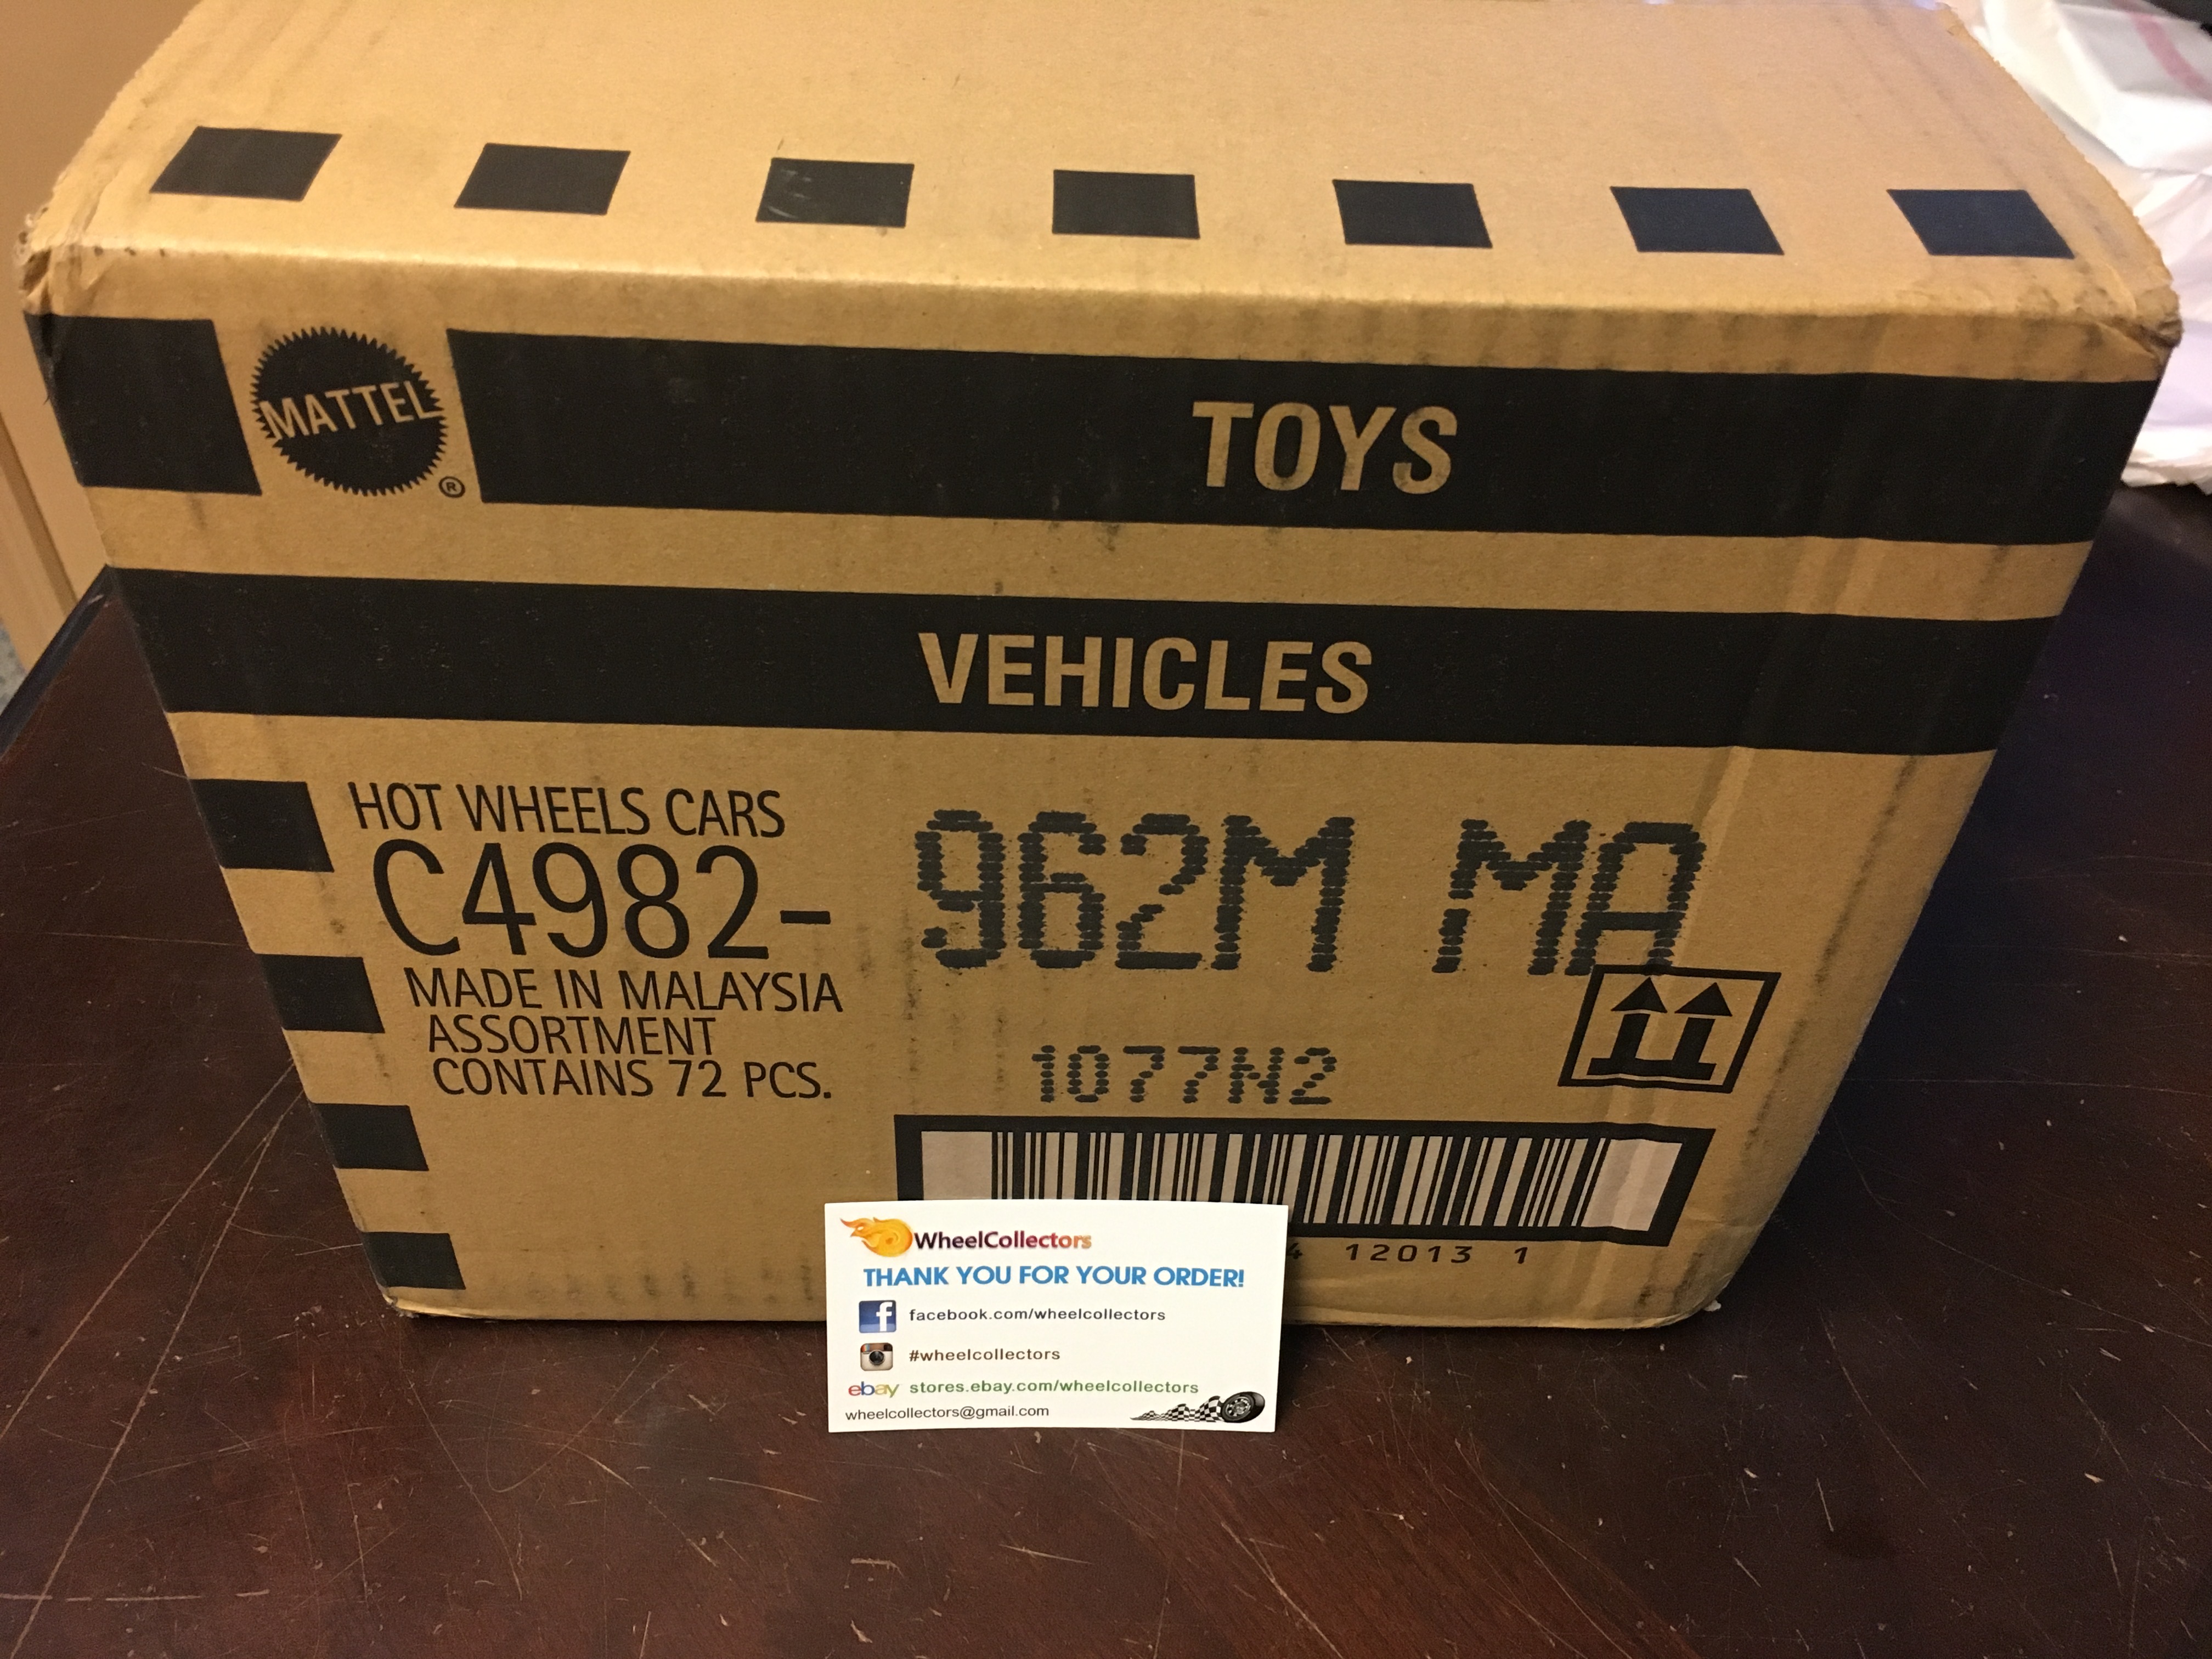 MATTEL
®
TOYS
VEHICLES
HOT WHEELS CARS
C4982-
962M MA
MADE IN MALAYSIA
ASSORTMENT
CONTAINS 72 PCS.
1077N2
4 12013 1
WheelCollectors
THANK YOU FOR YOUR ORDER!
f facebook.com/wheelcollectors
#wheelcollectors
ebay stores.ebay.com/wheelcollectors
wheelcollectors@gmail.com